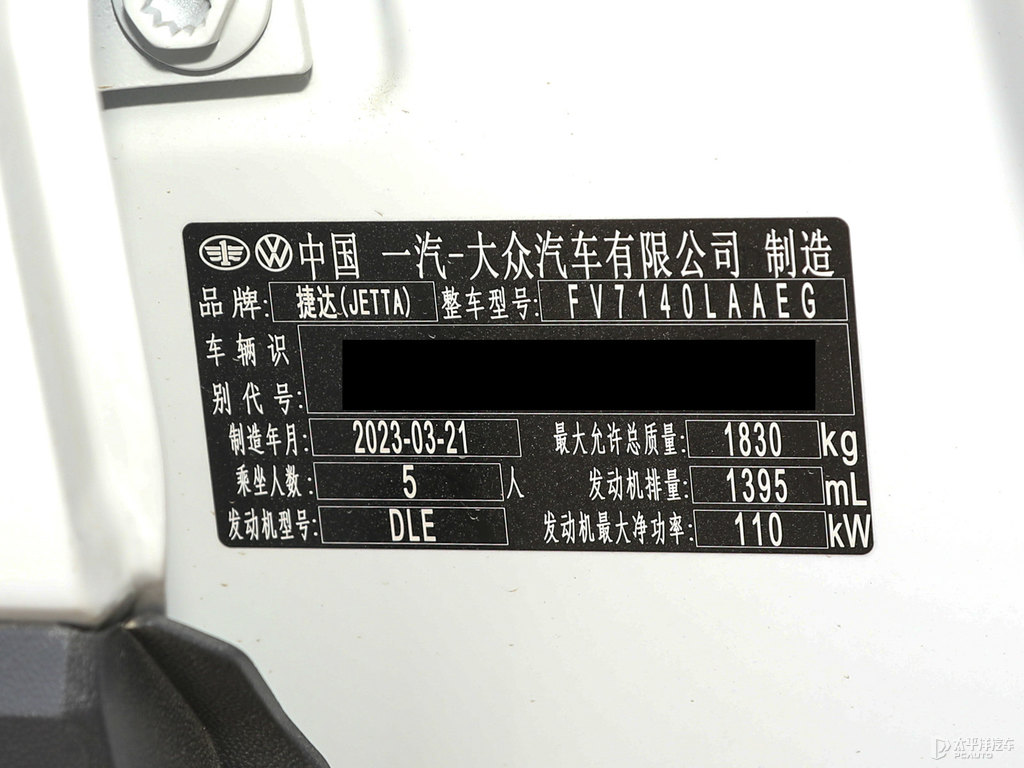 中国 一汽-大众汽车有限公司 制造
品牌: 捷达(JETTA) 整车型号: FV7140LAAEG
车辆识
别代号:
制造年月: 2023-03-21 最大允许总质量: 1830 kg
乘坐人数: 5 人 发动机排量: 1395 mL
发动机型号: DLE 发动机最大净功率: 110 kW
太平洋汽车
PCAUTO